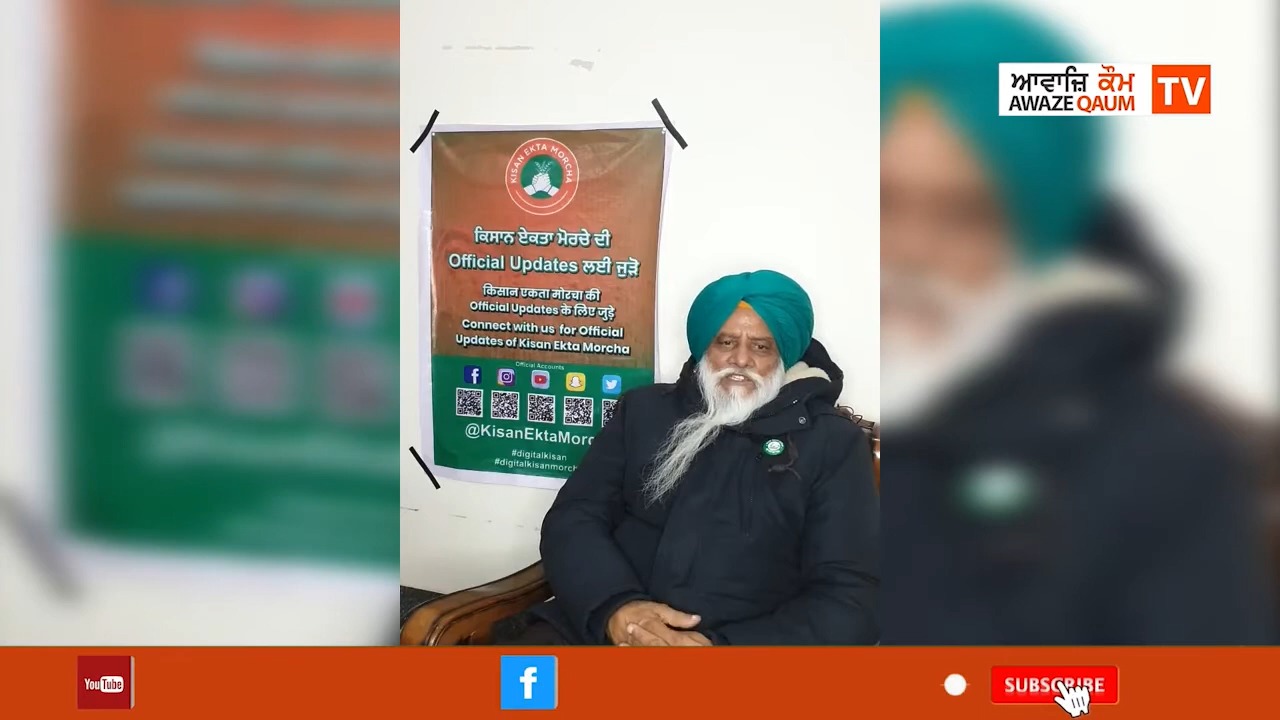 ਆਵਾਜ਼ਿ ਕੌਮ
AWAZE QAUM
TV
KISAN EKTA MORCHA
ਕਿਸਾਨ ਏਕਤਾ ਮੋਰਚੇ ਦੀ
Official Updates ਲਈ ਜੁੜੋ
किसान एकता मोरचा की
Official Updates के लिए जुड़े
Connect with us for Official
Updates of Kisan Ekta Morcha
Official Accounts
@KisanEktaMorc
#digitalkisan
#digitalkisanmorch
YouTube
SUBSCRIBE